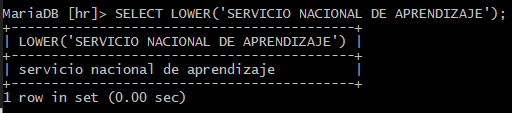 MariaDB [hr]> SELECT LOWER('SERVICIO NACIONAL DE APRENDIZAJE');
+-------------------------------------------+
| LOWER('SERVICIO NACIONAL DE APRENDIZAJE') |
+-------------------------------------------+
| servicio nacional de aprendizaje          |
+-------------------------------------------+
1 row in set (0.00 sec)